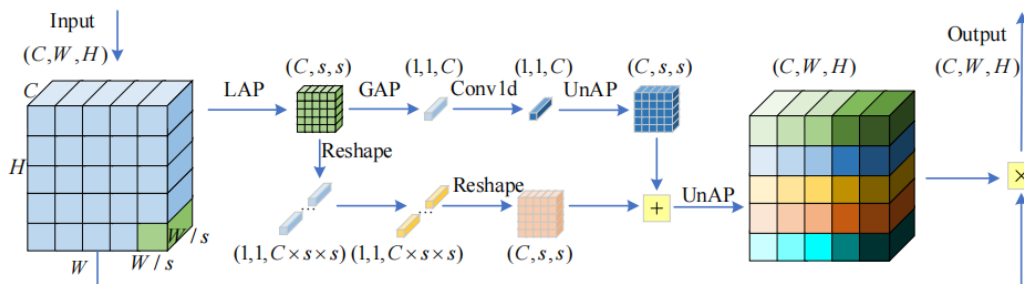 Input
(C,W,H)
C
H
W
W/s
W/s
LAP
(C,s,s)
GAP
(1,1,C)
Conv1d
(1,1,C)
UnAP
(C,s,s)
Reshape
...
(1,1,C×s×s)
...
(1,1,C×s×s)
Reshape
(C,s,s)
+
UnAP
(C,W,H)
Output
(C,W,H)
×